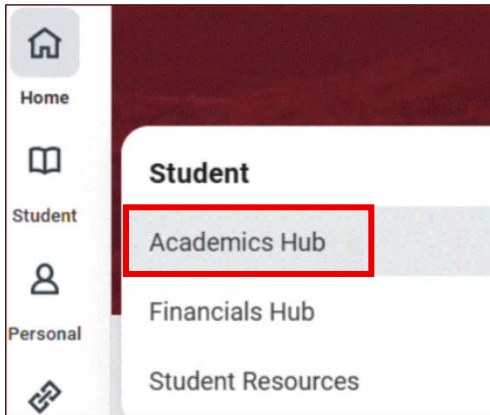 Home
Student
Personal
Student
Academics Hub
Financials Hub
Student Resources